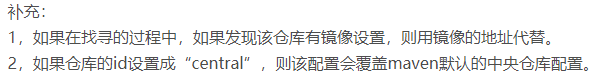 补充：
1，如果在找寻的过程中，如果发现该仓库有镜像设置，则用镜像的地址代替。
2，如果仓库的id设置成“central”，则该配置会覆盖maven默认的中央仓库配置。